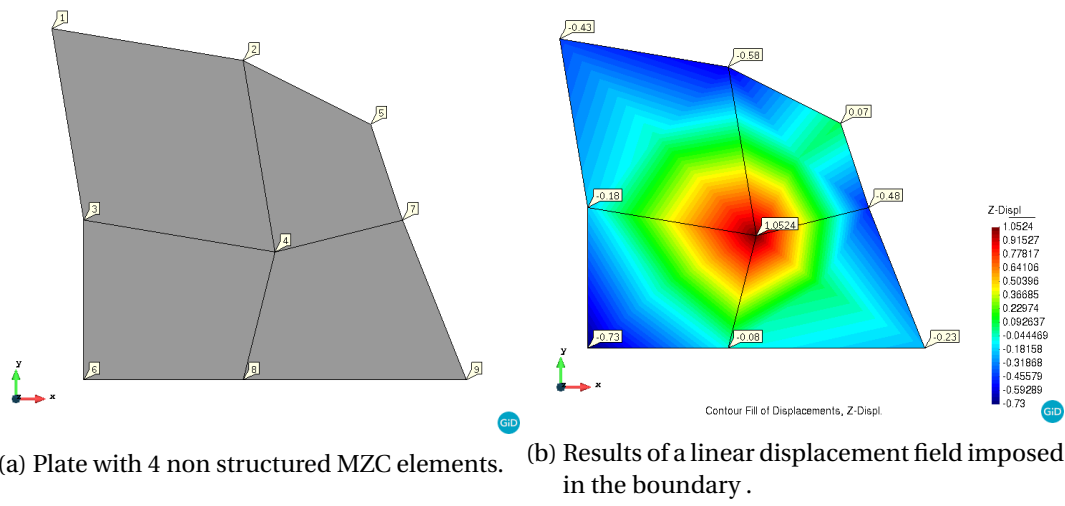 1
2
5
3
4
7
6
8
9
y
x
GiD
(a) Plate with 4 non structured MZC elements.
-0.43
-0.58
0.07
-0.18
1.0524
-0.48
-0.73
-0.08
-0.23
y
x
Z-Displ
1.0524
0.91527
0.77817
0.64106
0.50396
0.36685
0.22974
0.092637
-0.044469
-0.18158
-0.31868
-0.45579
-0.59289
-0.73
Contour Fill of Displacements, Z-Displ.
GiD
(b) Results of a linear displacement field imposed
in the boundary .